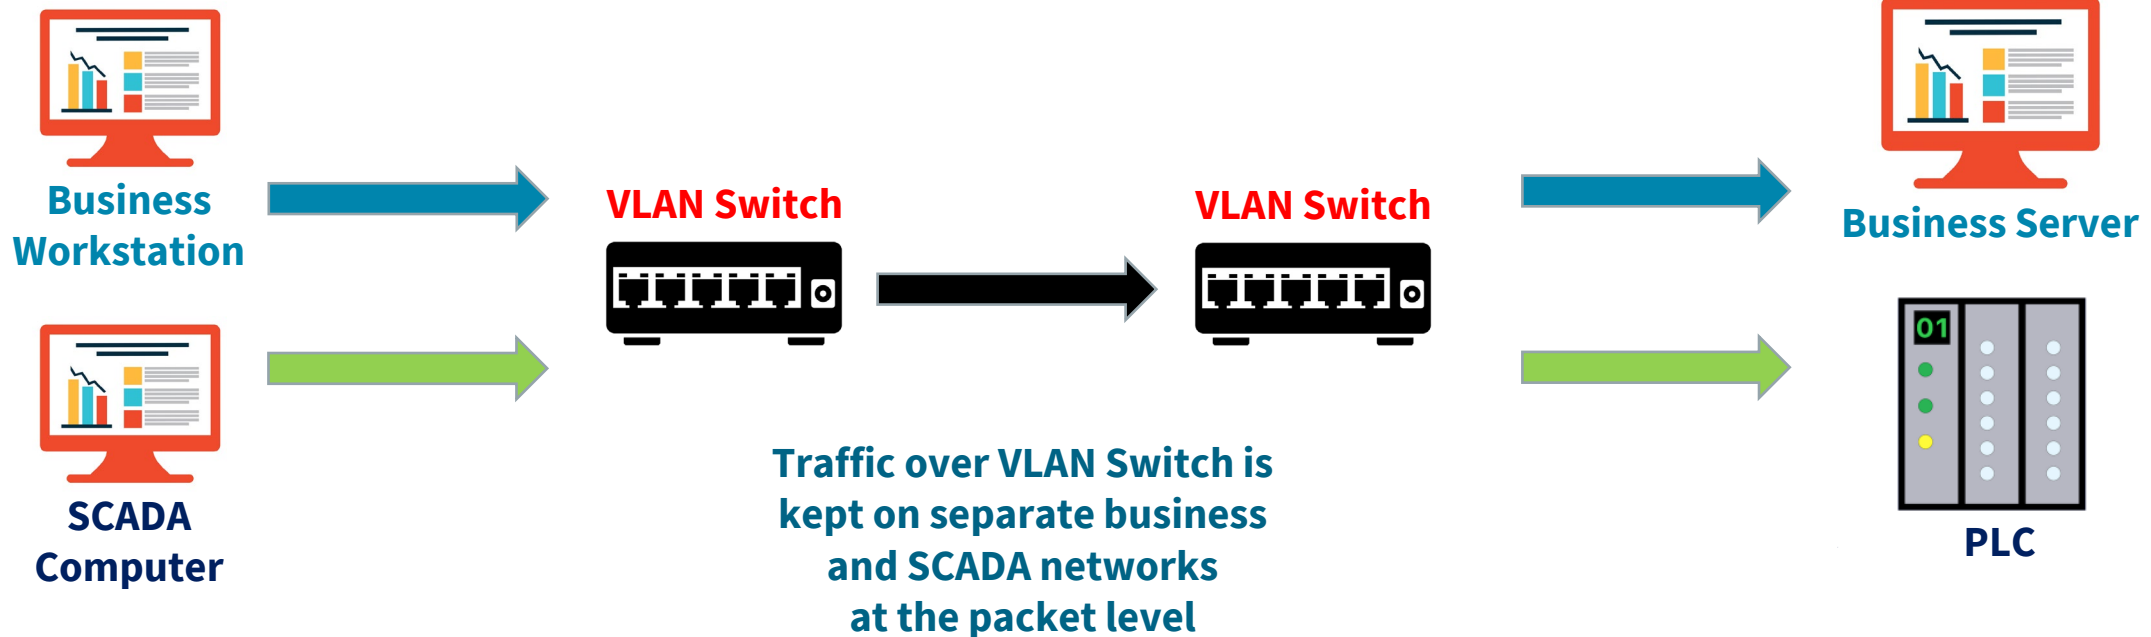 Business
Workstation
VLAN Switch
VLAN Switch
Business Server
01
SCADA
Computer
PLC
Traffic over VLAN Switch is
kept on separate business
and SCADA networks
at the packet level